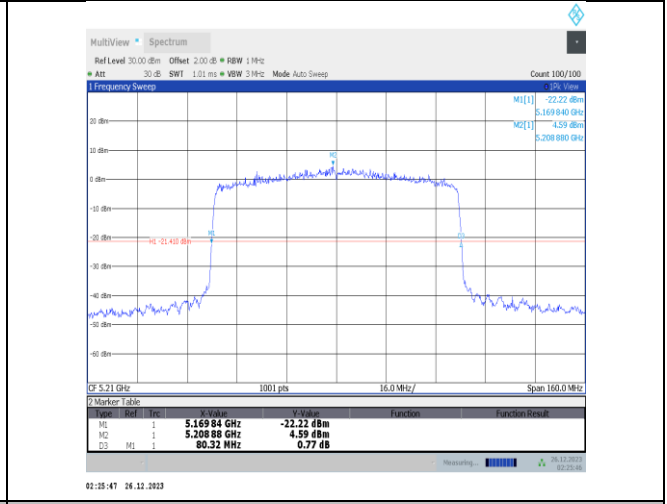 MultiView Spectrum
Ref Level 30.00 dBm Offset 2.00 dB RBW 1 MHz
Att 30 dB SWT 1.01 ms VBW 3 MHz Mode Auto Sweep Count 100/100
1 Frequency Sweep 1Pk View
M1[1] -22.22 dBm
5.169 840 GHz
20 dBm
M2[1] 4.59 dBm
5.208 880 GHz
10 dBm
M2
0 dBm
-10 dBm
-20 dBm
M1
H1 -21.410 dBm
-30 dBm
-40 dBm
-50 dBm
-60 dBm
CF 5.21 GHz 1001 pts 16.0 MHz/ Span 160.0 MHz
2 Marker Table
Type Ref Trc X-Value Y-Value Function Function Result
M1 1 5.169 84 GHz -22.22 dBm
M2 1 5.208 88 GHz 4.59 dBm
D3 M1 1 80.32 MHz 0.77 dB
Measuring... 26.12.2023
02:25:46
02:25:47 26.12.2023